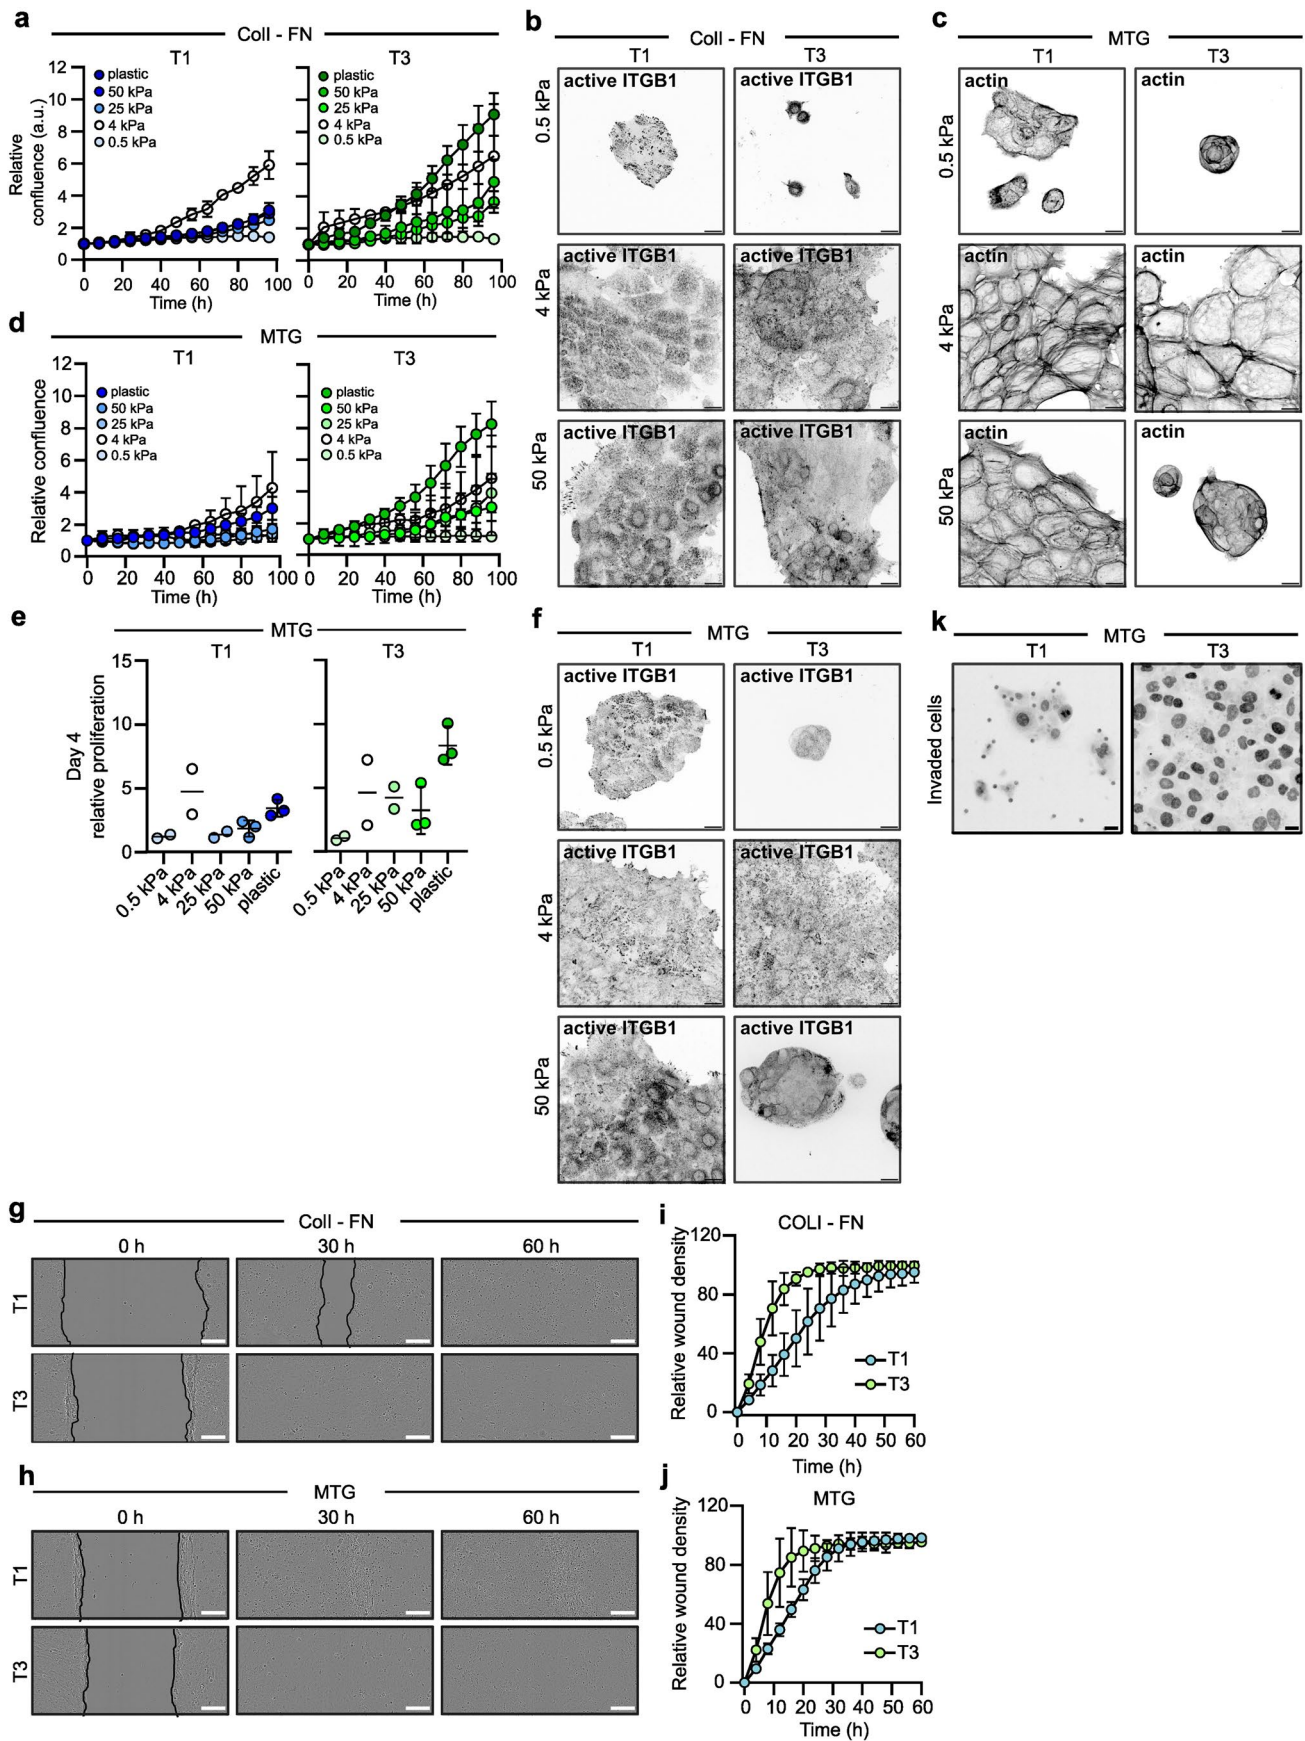 a
ColI - FN
T1
T3
Relative confluence (a.u.)
12
10
8
6
4
2
0
plastic
50 kPa
25 kPa
4 kPa
0.5 kPa
plastic
50 kPa
25 kPa
4 kPa
0.5 kPa
0 20 40 60 80 100
0 20 40 60 80 100
Time (h)
Time (h)
b
ColI - FN
T1
T3
0.5 kPa
active ITGB1
active ITGB1
4 kPa
active ITGB1
active ITGB1
50 kPa
active ITGB1
active ITGB1
c
MTG
T1
T3
0.5 kPa
actin
actin
4 kPa
actin
actin
50 kPa
actin
actin
d
MTG
T1
T3
Relative confluence
12
10
8
6
4
2
0
plastic
50 kPa
25 kPa
4 kPa
0.5 kPa
plastic
50 kPa
25 kPa
4 kPa
0.5 kPa
0 20 40 60 80 100
0 20 40 60 80 100
Time (h)
Time (h)
e
MTG
T1
T3
Day 4
relative proliferation
15
10
5
0
0.5 kPa
4 kPa
25 kPa
50 kPa
plastic
0.5 kPa
4 kPa
25 kPa
50 kPa
plastic
f
MTG
T1
T3
0.5 kPa
active ITGB1
active ITGB1
4 kPa
active ITGB1
active ITGB1
50 kPa
active ITGB1
active ITGB1
k
MTG
T1
T3
Invaded cells
g
ColI - FN
0 h
30 h
60 h
T1
T3
h
MTG
0 h
30 h
60 h
T1
T3
i
COLI - FN
Relative wound density
120
80
40
0
T1
T3
0 10 20 30 40 50 60
Time (h)
j
MTG
Relative wound density
120
80
40
0
T1
T3
0 10 20 30 40 50 60
Time (h)